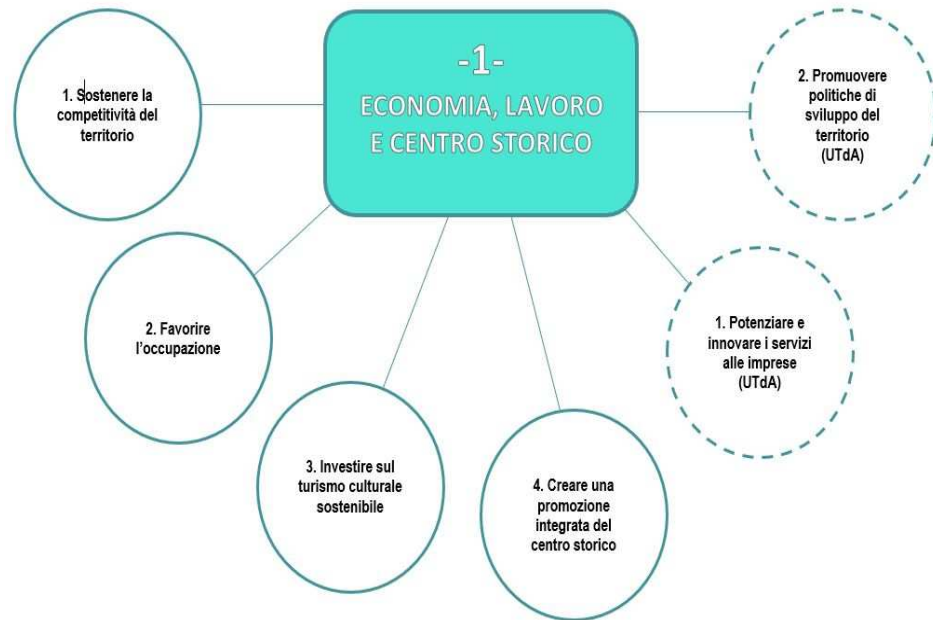 -1-
ECONOMIA, LAVORO
E CENTRO STORICO
1. Sostenere la
competitività del
territorio
2. Favorire
l'occupazione
3. Investire sul
turismo culturale
sostenibile
4. Creare una
promozione
integrata del
centro storico
1. Potenziare e
innovare i servizi
alle imprese
(UTdA)
2. Promuovere
politiche di
sviluppo del
territorio
(UTdA)